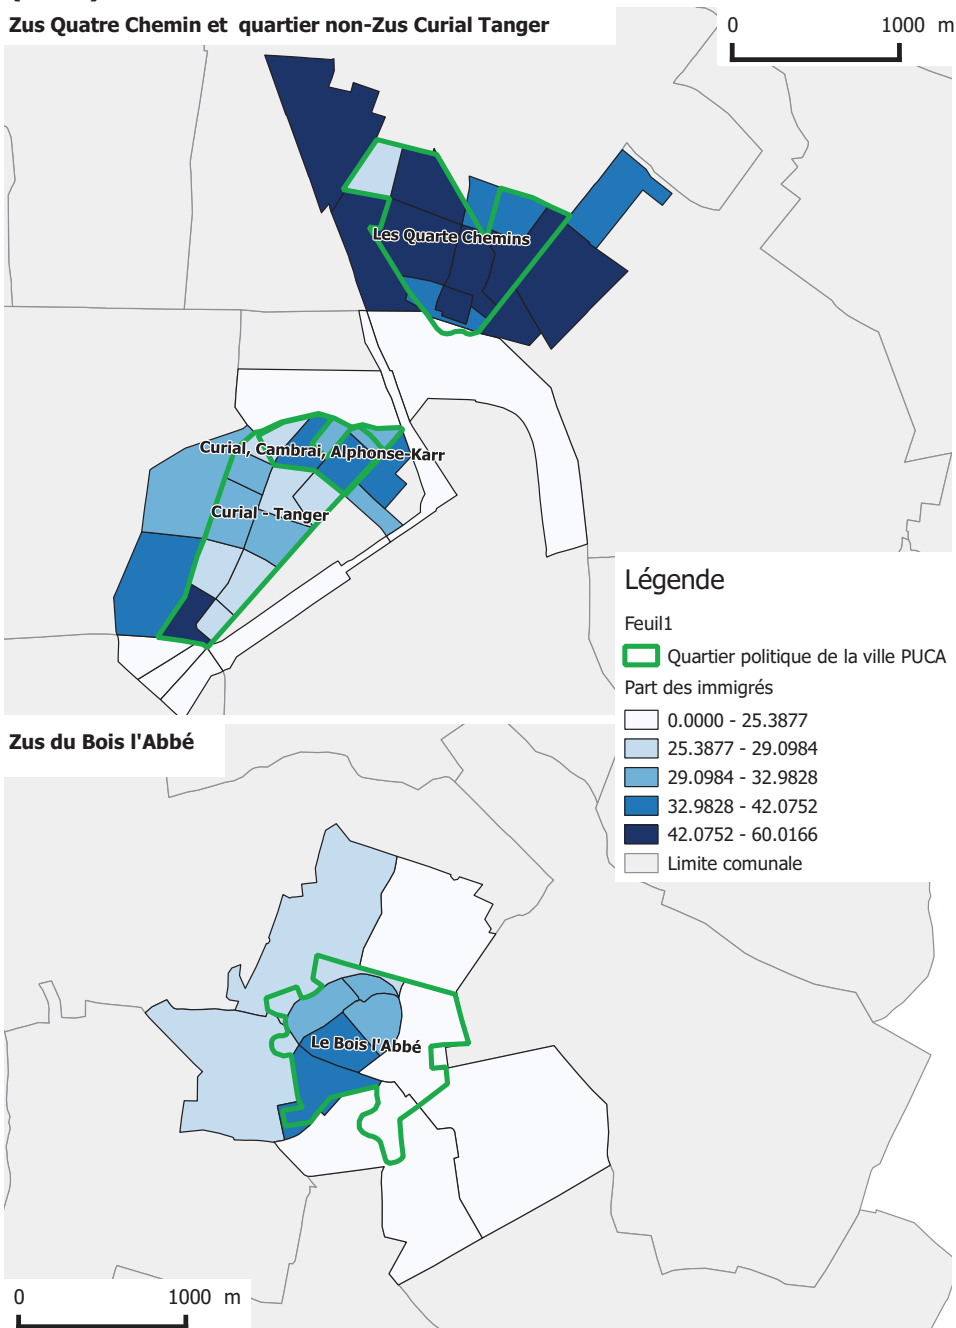 Zus Quatre Chemin et quartier non-Zus Curial Tanger
0 1000 m
Les Quarte Chemins
Curial, Cambrai, Alphonse-Karr
Curial - Tanger
Légende
Feuil1
Quartier politique de la ville PUCA
Part des immigrés
0.0000 - 25.3877
25.3877 - 29.0984
29.0984 - 32.9828
32.9828 - 42.0752
42.0752 - 60.0166
Limite comunale
Zus du Bois l'Abbé
Le Bois l'Abbé
0 1000 m